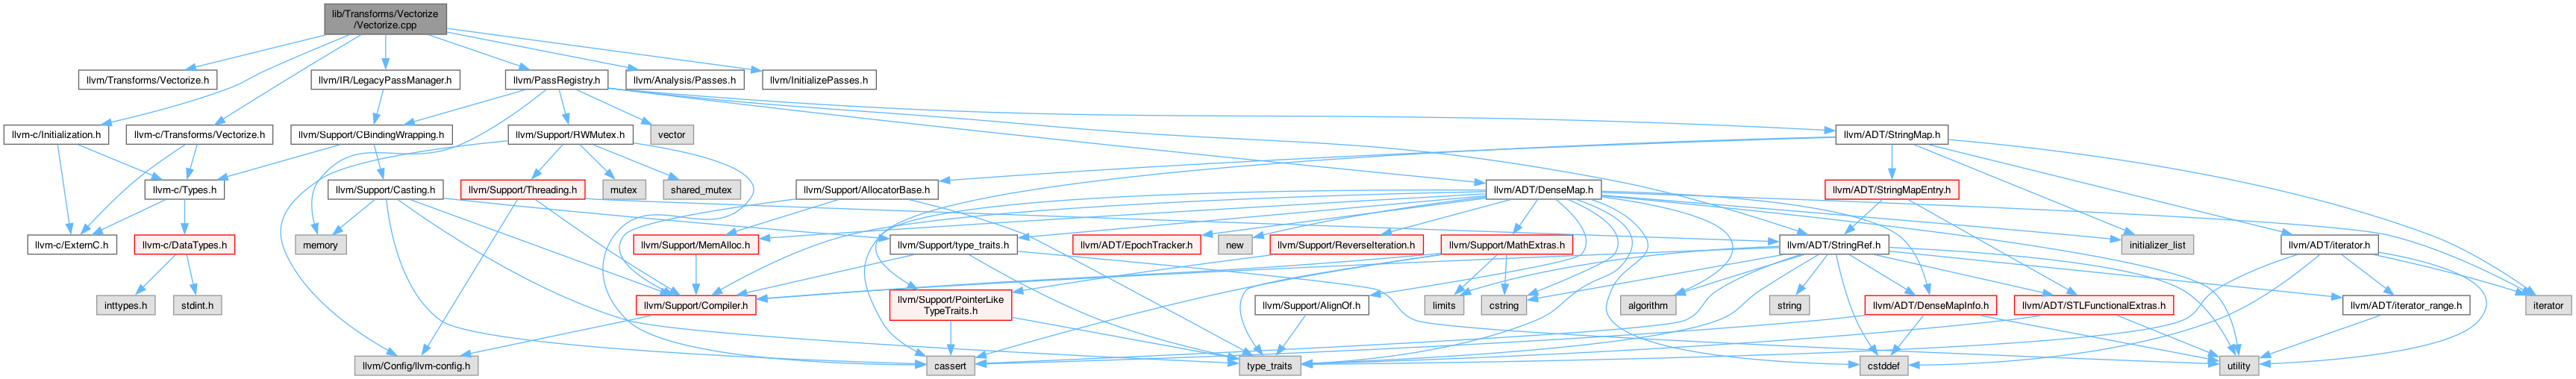 lib/Transforms/Vectorize
/Vectorize.cpp
llvm/Transforms/Vectorize.h
llvm/IR/LegacyPassManager.h
llvm/PassRegistry.h
llvm/Analysis/Passes.h
llvm/InitializePasses.h
llvm-c/Initialization.h
llvm-c/Transforms/Vectorize.h
llvm/Support/CBindingWrapping.h
llvm/Support/RWMutex.h
vector
llvm/ADT/StringMap.h
llvm-c/Types.h
llvm/Support/Casting.h
llvm/Support/Threading.h
mutex
shared_mutex
llvm/Support/AllocatorBase.h
llvm/ADT/DenseMap.h
llvm/ADT/StringMapEntry.h
llvm-c/ExternC.h
llvm-c/DataTypes.h
memory
llvm/Support/MemAlloc.h
llvm/Support/type_traits.h
llvm/ADT/EpochTracker.h
new
llvm/Support/ReverseIteration.h
llvm/Support/MathExtras.h
llvm/ADT/StringRef.h
initializer_list
llvm/ADT/iterator.h
inttypes.h
stdint.h
llvm/Support/Compiler.h
llvm/Support/PointerLike
TypeTraits.h
llvm/Support/AlignOf.h
limits
cstring
algorithm
string
llvm/ADT/DenseMapInfo.h
llvm/ADT/STLFunctionalExtras.h
llvm/ADT/iterator_range.h
iterator
llvm/Config/llvm-config.h
cassert
type_traits
cstddef
utility